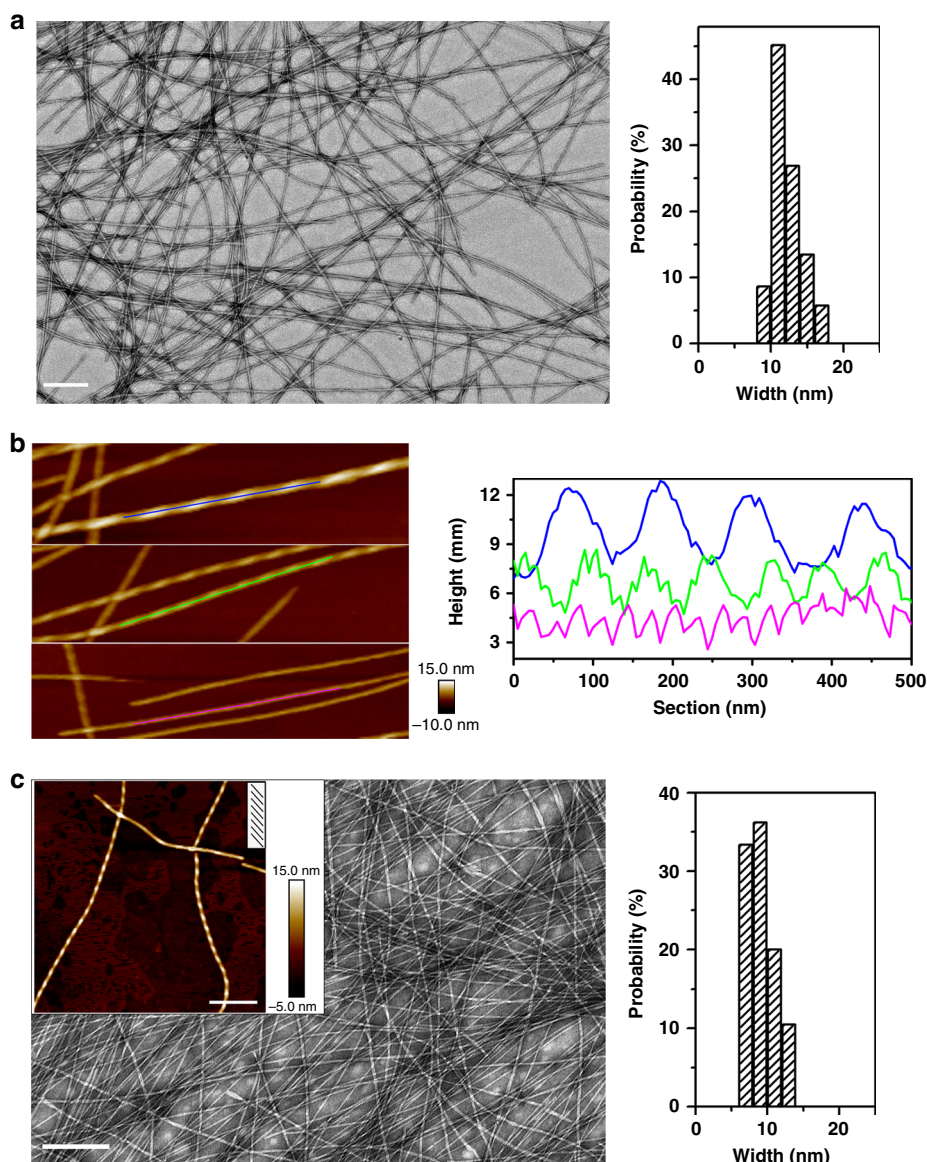 a
40
30
20
10
0
Probability (%)
0 10 20
Width (nm)
b
15.0 nm
–10.0 nm
12
9
6
3
Height (mm)
0 100 200 300 400 500
Section (nm)
c
15.0 nm
–5.0 nm
40
30
20
10
0
Probability (%)
0 10 20
Width (nm)